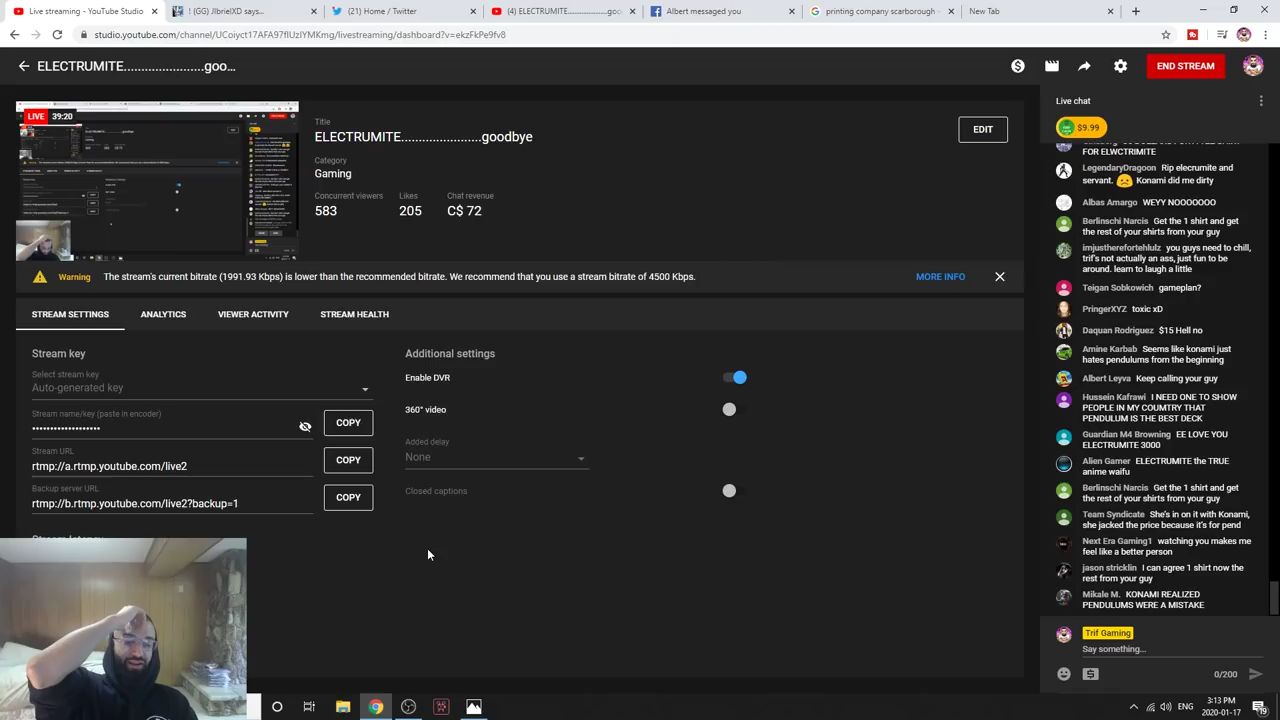 Live streaming - YouTube Studio
! (GG) JlbrielXD says...
(21) Home / Twitter
(4) ELECTRUMITE.....................goo
Albert messaged you
printing company scarborough -
New Tab
studio.youtube.com/channel/UCoiyct17AFA97flUzlYMKmg/livestreaming/dashboard?v=ekzFkPe9fv8
ELECTRUMITE.......................goo...
END STREAM
LIVE 39:20
Title
ELECTRUMITE.............................goodbye
EDIT
Category
Gaming
Concurrent viewers
583
Likes
205
Chat revenue
Warning
The stream's current bitrate (1991.93 Kbps) is lower than the recommended bitrate. We recommend that you use a stream bitrate of 4500 Kbps.
MORE INFO
STREAM SETTINGS
ANALYTICS
VIEWER ACTIVITY
STREAM HEALTH
Stream key
Select stream key
Auto-generated key
Stream name/key (paste in encoder)
COPY
Stream URL
rtmp://a.rtmp.youtube.com/live2
COPY
Backup server URL
rtmp://b.rtmp.youtube.com/live2?backup=1
COPY
Additional settings
Enable DVR
360° video
Added delay
None
Closed captions
Live chat
$9.99
LegendaryDragoon Rip elecrumite and
servant. Konami did me dirty
Albas Amargo WEYY NOOOOOOO
Berlinschi Narcis Get the 1 shirt and get
the rest of your shirts from your guy
imjustherefortehlulz you guys need to chill,
trif's not actually an ass, just fun to be
around. learn to laugh a little
Teigan Sobkowich gameplan?
PringerXYZ toxic xD
Daquan Rodriguez $15 Hell no
Amine Karbab Seems like konami just
hates pendulums from the beginning
Albert Leyva Keep calling your guy
Hussein Kafrawi I NEED ONE TO SHOW
PEOPLE IN MY COUMTRY THAT
PENDULUM IS THE BEST DECK
Guardian M4 Browning EE LOVE YOU
ELECTRUMITE 3000
Alien Gamer ELECTRUMITE the TRUE
anime waifu
Berlinschi Narcis Get the 1 shirt and get
the rest of your shirts from your guy
Team Syndicate She's in on it with Konami,
she jacked the price because it's for pend
Next Era Gaming1 watching you makes me
feel like a better person
jason stricklin I can agree 1 shirt now the
rest from your guy
Mikale M. KONAMI REALIZED
PENDULUMS WERE A MISTAKE
Trif Gaming
Say something...
0/200
ENG
3:13 PM
2020-01-17
19